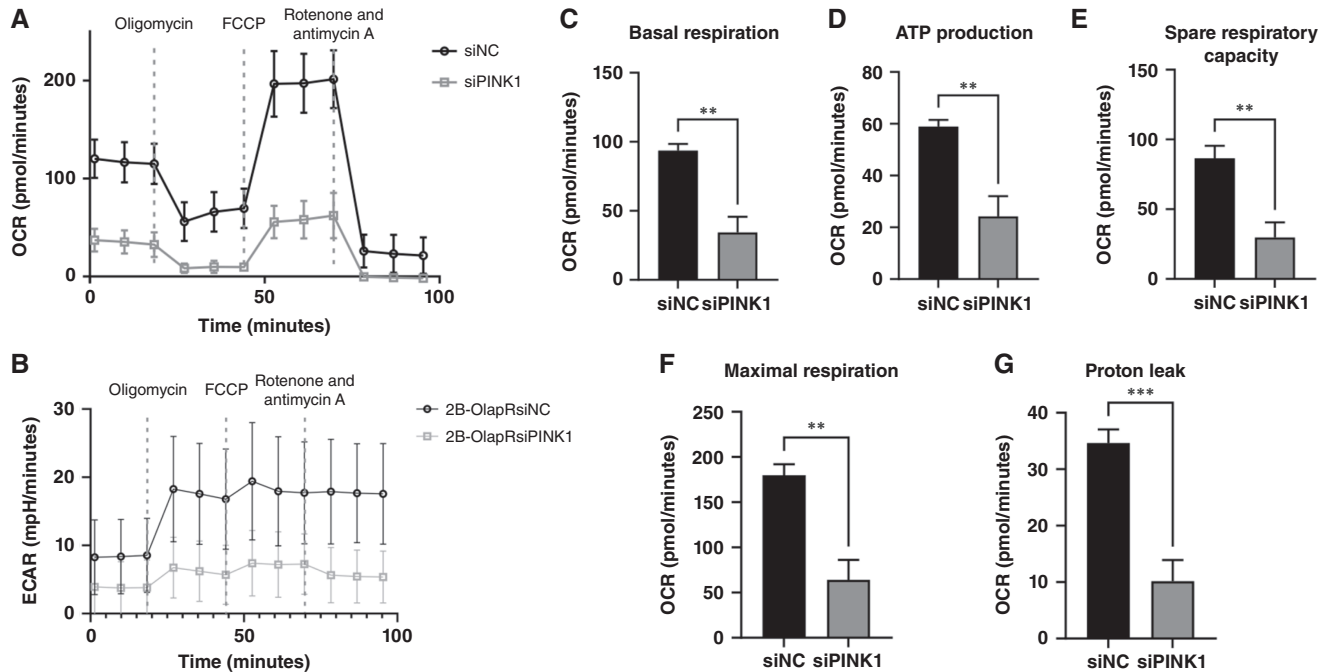 A
Oligomycin
FCCP
Rotenone and
antimycin A
siNC
siPINK1
OCR (pmol/minutes)
200
100
0
0
50
100
Time (minutes)
B
Oligomycin
FCCP
Rotenone and
antimycin A
2B-OlapRsiNC
2B-OlapRsiPINK1
ECAR (mpH/minutes)
30
20
10
0
0
50
100
Time (minutes)
C
Basal respiration
OCR (pmol/minutes)
150
100
50
0
**
siNC siPINK1
D
ATP production
OCR (pmol/minutes)
80
60
40
20
0
**
siNC siPINK1
E
Spare respiratory
capacity
OCR (pmol/minutes)
150
100
50
0
**
siNC siPINK1
F
Maximal respiration
OCR (pmol/minutes)
250
200
150
100
50
0
**
siNC siPINK1
G
Proton leak
OCR (pmol/minutes)
40
30
20
10
0
***
siNC siPINK1